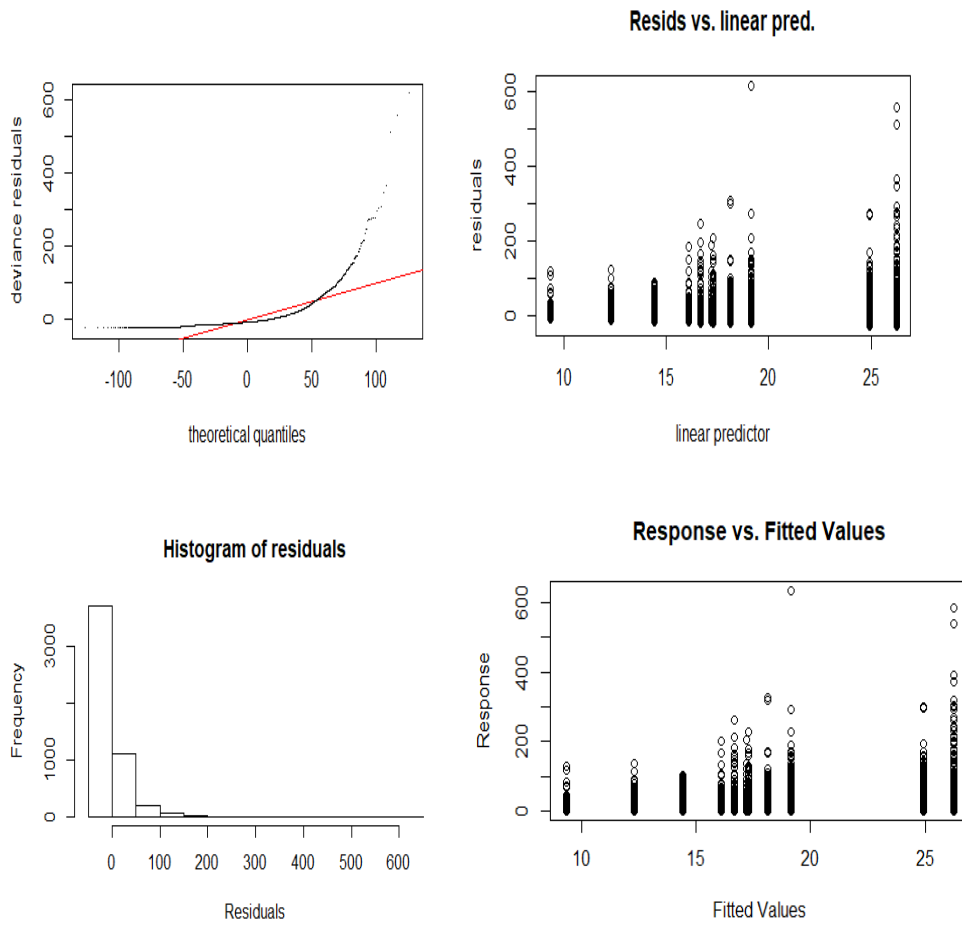 deviance residuals
0 200 400 600
-100 -50 0 50 100
theoretical quantiles
Resids vs. linear pred.
residuals
0 200 400 600
10 15 20 25
linear predictor
Histogram of residuals
Frequency
0 1000 3000
0 100 200 300 400 500 600
Residuals
Response vs. Fitted Values
Response
0 200 400 600
10 15 20 25
Fitted Values